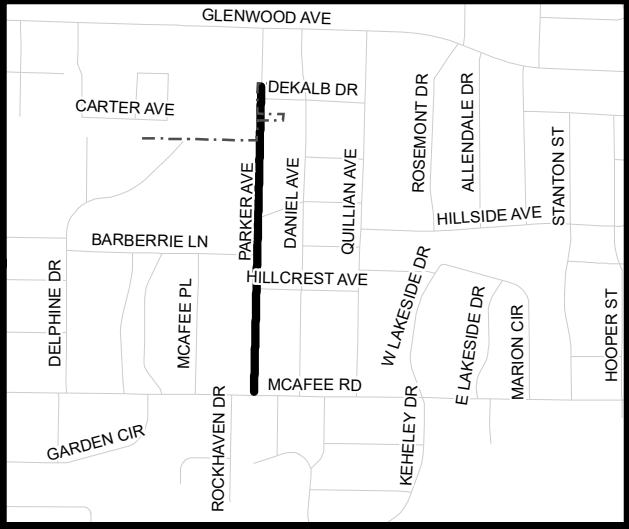 GLENWOOD AVE
DEKALB DR
CARTER AVE
ROSEMONT DR
ALLENDALE DR
STANTON ST
PARKER AVE
DANIEL AVE
QUILLIAN AVE
HILLSIDE AVE
BARBERRIE LN
HILLCREST AVE
DELPHINE DR
MCAFEE PL
W LAKESIDE DR
E LAKESIDE DR
MARION CIR
HOOPER ST
MCAFEE RD
GARDEN CIR
ROCKHAVEN DR
KEHELEY DR